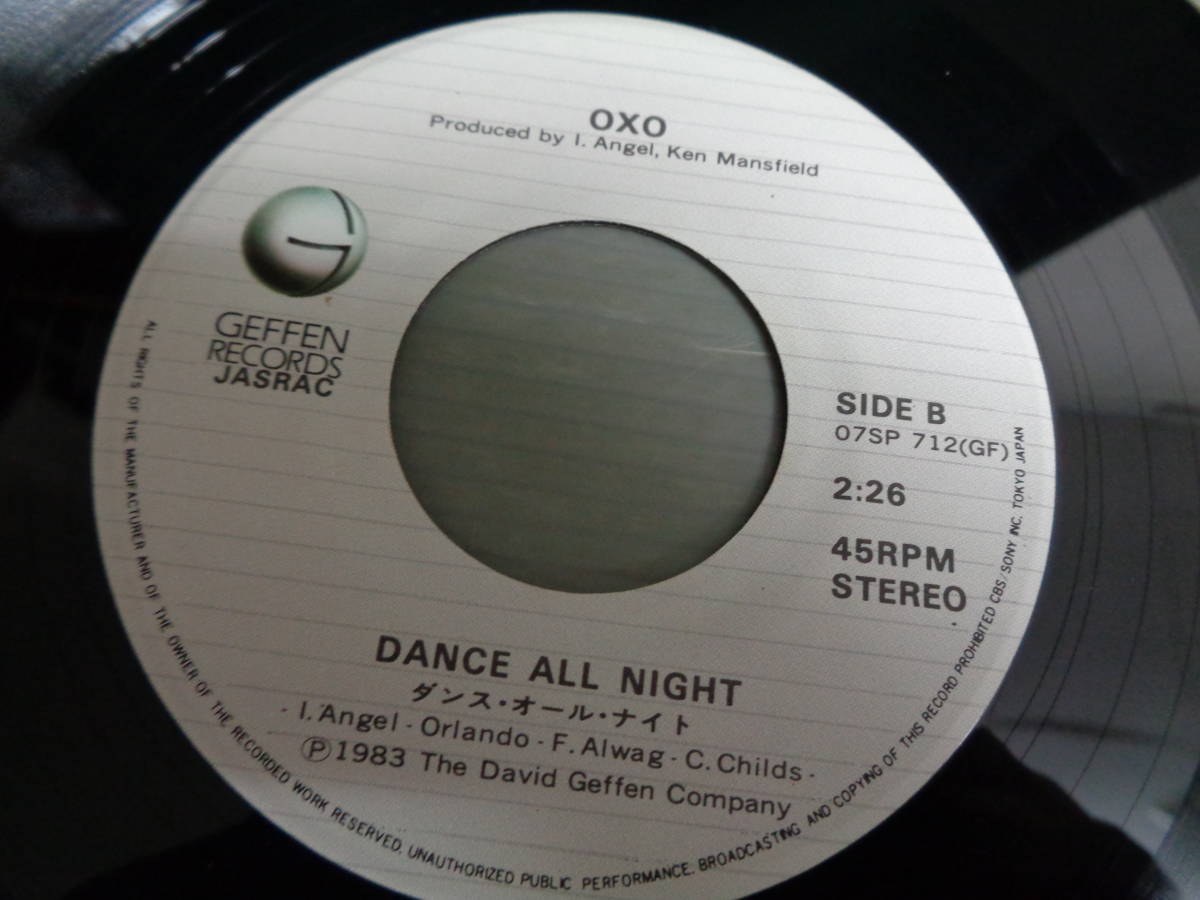 OXO
Produced by I. Angel, Ken Mansfield
GEFFEN
RECORDS
JASRAC
SIDE B
07SP 712(GF)
2:26
45RPM
STEREO
DANCE ALL NIGHT
ダンス・オール・ナイト
- I. Angel - Orlando - F. Alwag - C. Childs -
Ⓟ1983 The David Geffen Company
ALL RIGHTS OF THE MANUFACTURER AND OF THE OWNER OF THE RECORDED WORK RESERVED. UNAUTHORIZED PUBLIC PERFORMANCE. BROADCASTING AND COPYING OF THIS RECORD PROHIBITED CBS/SONY INC. TOKYO JAPAN